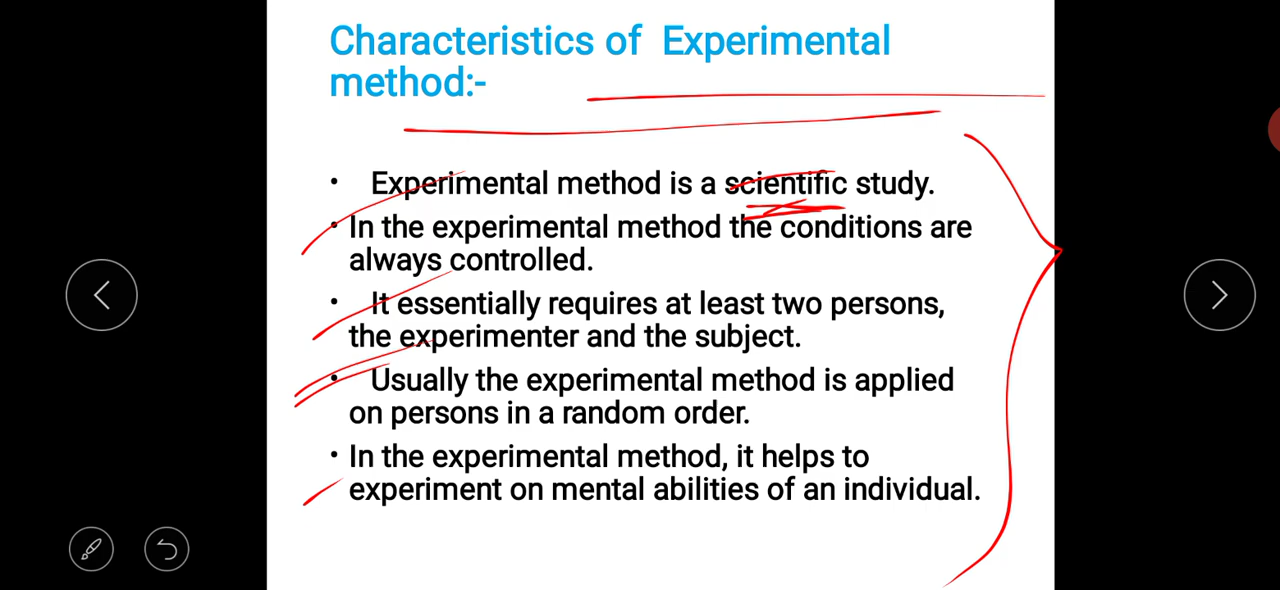 Characteristics of Experimental
method:-
• Experimental method is a scientific study.
• In the experimental method the conditions are
always controlled.
• It essentially requires at least two persons,
the experimenter and the subject.
• Usually the experimental method is applied
on persons in a random order.
• In the experimental method, it helps to
experiment on mental abilities of an individual.